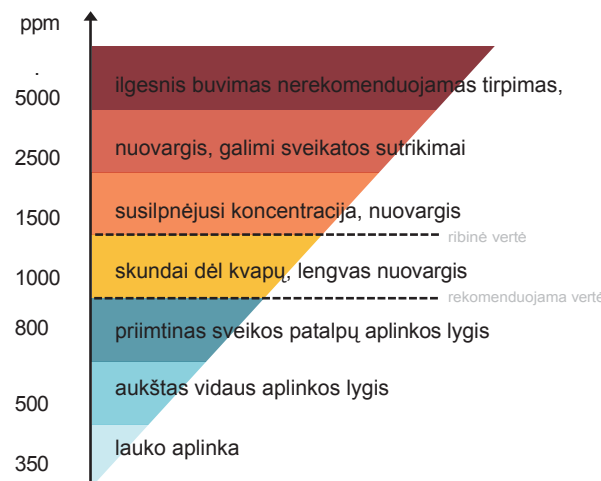 ppm
.
5000
ilgesnis buvimas nerekomenduojamas tirpimas,
2500
nuovargis, galimi sveikatos sutrikimai
1500
susilpnėjusi koncentracija, nuovargis
ribinė vertė
1000
skundai dėl kvapų, lengvas nuovargis
rekomenduojama vertė
800
priimtinas sveikos patalpų aplinkos lygis
500
aukštas vidaus aplinkos lygis
350
lauko aplinka